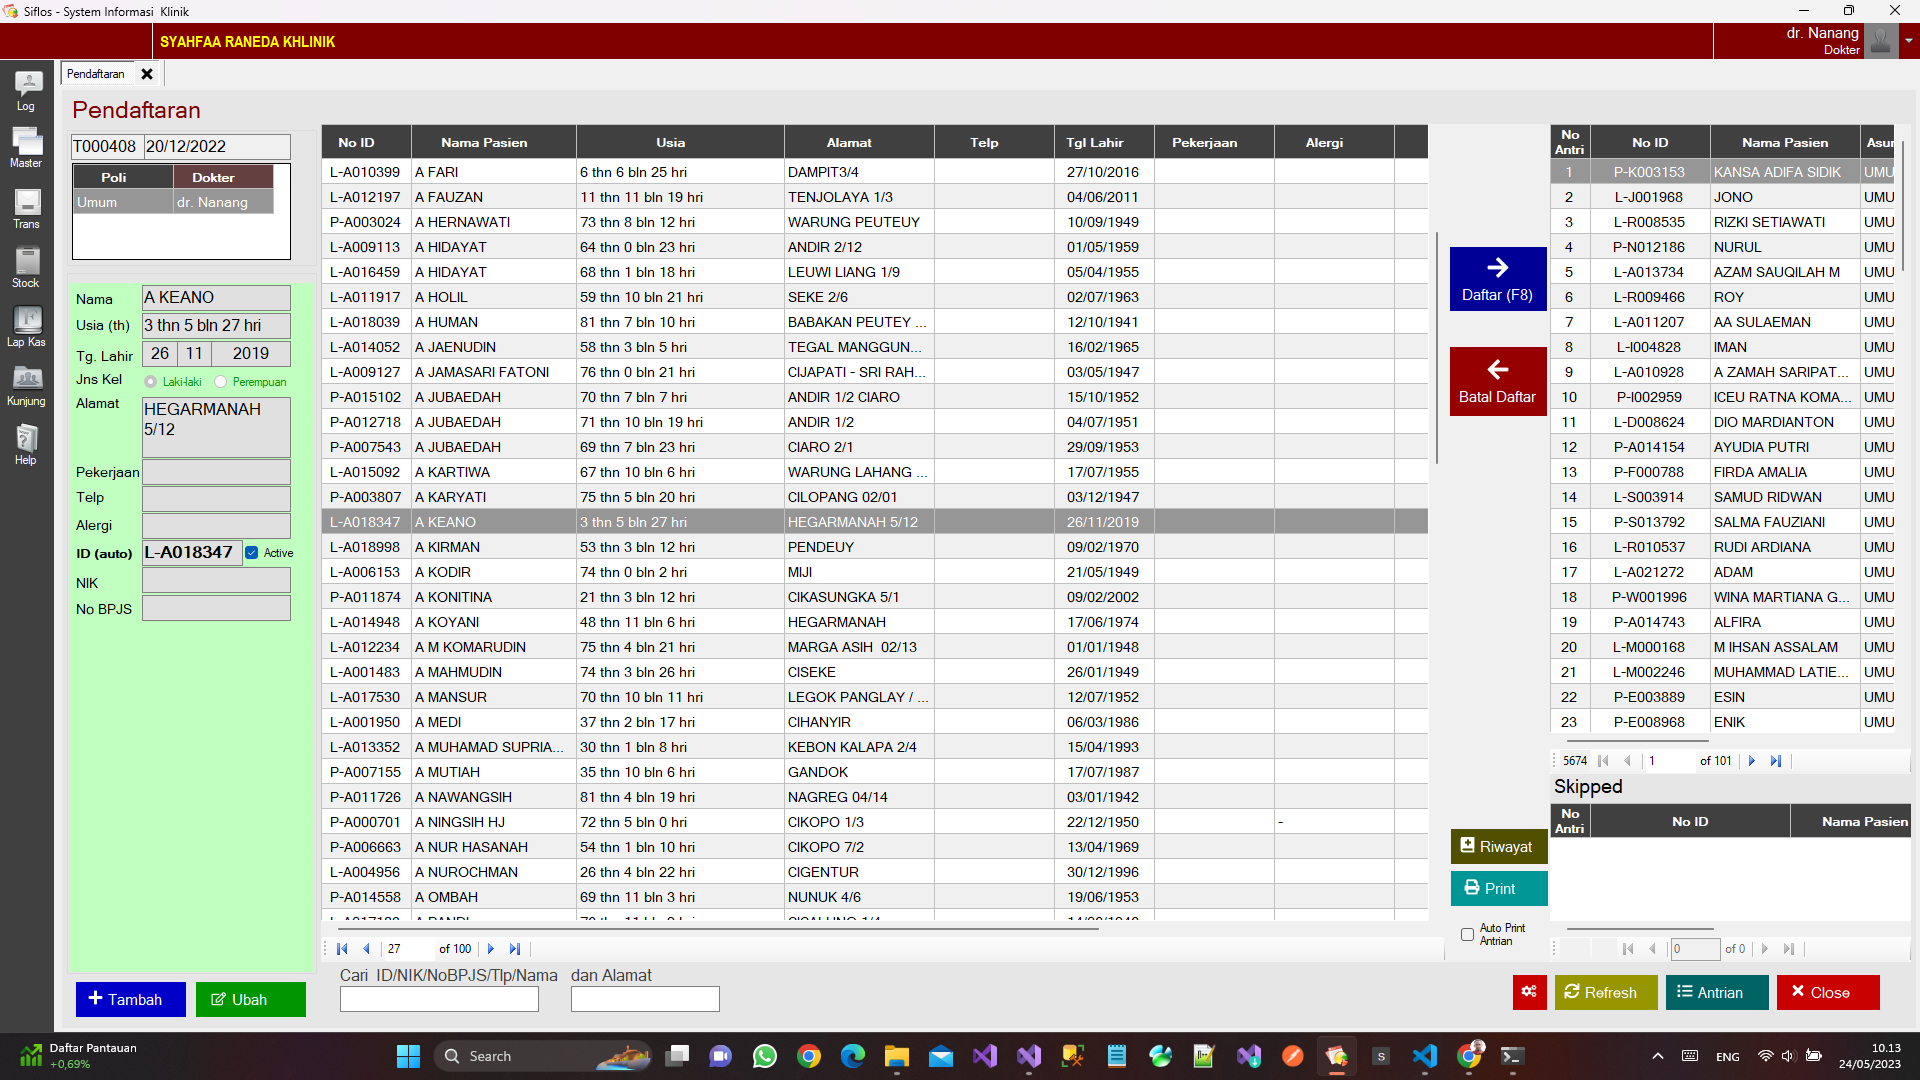 Siflos - System Informasi Klinik
SYAHFAA RANEDA KHLINIK
dr. Nanang
Dokter
Pendaftaran
Log
Master
Trans
Stock
Lap Kas
Kunjung
Help
Pendaftaran
T000408 20/12/2022
Poli Dokter
Umum dr. Nanang
Nama A KEANO
Usia (th) 3 thn 5 bln 27 hri
Tg. Lahir 26 11 2019
Jns Kel Laki-laki Perempuan
Alamat HEGARMANAH
5/12
Pekerjaan
Telp
Alergi
ID (auto) L-A018347 Active
NIK
No BPJS
Tambah Ubah
No ID Nama Pasien Usia Alamat Telp Tgl Lahir Pekerjaan Alergi
L-A010399 A FARI 6 thn 6 bln 25 hri DAMPIT3/4 27/10/2016
L-A012197 A FAUZAN 11 thn 11 bln 19 hri TENJOLAYA 1/3 04/06/2011
P-A003024 A HERNAWATI 73 thn 8 bln 12 hri WARUNG PEUTEUY 10/09/1949
L-A009113 A HIDAYAT 64 thn 0 bln 23 hri ANDIR 2/12 01/05/1959
L-A016459 A HIDAYAT 68 thn 1 bln 18 hri LEUWI LIANG 1/9 05/04/1955
L-A011917 A HOLIL 59 thn 10 bln 21 hri SEKE 2/6 02/07/1963
L-A018039 A HUMAN 81 thn 7 bln 10 hri BABAKAN PEUTEY ... 12/10/1941
L-A014052 A JAENUDIN 58 thn 3 bln 5 hri TEGAL MANGGUN... 16/02/1965
L-A009127 A JAMASARI FATONI 76 thn 0 bln 21 hri CIJAPATI - SRI RAH... 03/05/1947
P-A015102 A JUBAEDAH 70 thn 7 bln 7 hri ANDIR 1/2 CIARO 15/10/1952
P-A012718 A JUBAEDAH 71 thn 10 bln 19 hri ANDIR 1/2 04/07/1951
P-A007543 A JUBAEDAH 69 thn 7 bln 23 hri CIARO 2/1 29/09/1953
L-A015092 A KARTIWA 67 thn 10 bln 6 hri WARUNG LAHANG ... 17/07/1955
P-A003807 A KARYATI 75 thn 5 bln 20 hri CILOPANG 02/01 03/12/1947
L-A018347 A KEANO 3 thn 5 bln 27 hri HEGARMANAH 5/12 26/11/2019
L-A018998 A KIRMAN 53 thn 3 bln 12 hri PENDEUY 09/02/1970
L-A006153 A KODIR 74 thn 0 bln 2 hri MIJI 21/05/1949
P-A011874 A KONITINA 21 thn 3 bln 12 hri CIKASUNGKA 5/1 09/02/2002
L-A014948 A KOYANI 48 thn 11 bln 6 hri HEGARMANAH 17/06/1974
L-A012234 A M KOMARUDIN 75 thn 4 bln 21 hri MARGA ASIH 02/13 01/01/1948
L-A001483 A MAHMUDIN 74 thn 3 bln 26 hri CISEKE 26/01/1949
L-A017530 A MANSUR 70 thn 10 bln 11 hri LEGOK PANGLAY / ... 12/07/1952
L-A001950 A MEDI 37 thn 2 bln 17 hri CIHANYIR 06/03/1986
L-A013352 A MUHAMAD SUPRIA... 30 thn 1 bln 8 hri KEBON KALAPA 2/4 15/04/1993
P-A007155 A MUTIAH 35 thn 10 bln 6 hri GANDOK 17/07/1987
P-A011726 A NAWANGSIH 81 thn 4 bln 19 hri NAGREG 04/14 03/01/1942
P-A000701 A NINGSIH HJ 72 thn 5 bln 0 hri CIKOPO 1/3 22/12/1950 -
P-A006663 A NUR HASANAH 54 thn 1 bln 10 hri CIKOPO 7/2 13/04/1969
L-A004956 A NUROCHMAN 26 thn 4 bln 22 hri CIGENTUR 30/12/1996
P-A014558 A OMBAH 69 thn 11 bln 3 hri NUNUK 4/6 19/06/1953
27 of 100
Cari ID/NIK/NoBPJS/Tlp/Nama dan Alamat
Daftar (F8)
Batal Daftar
Riwayat
Print
Auto Print
Antrian
No
Antri No ID Nama Pasien Asur
1 P-K003153 KANSA ADIFA SIDIK UMU
2 L-J001968 JONO UMU
3 L-R008535 RIZKI SETIAWATI UMU
4 P-N012186 NURUL UMU
5 L-A013734 AZAM SAUQILAH M UMU
6 L-R009466 ROY UMU
7 L-A011207 AA SULAEMAN UMU
8 L-I004828 IMAN UMU
9 L-A010928 A ZAMAH SARIPAT... UMU
10 P-I002959 ICEU RATNA KOMA... UMU
11 L-D008624 DIO MARDIANTON UMU
12 P-A014154 AYUDIA PUTRI UMU
13 P-F000788 FIRDA AMALIA UMU
14 L-S003914 SAMUD RIDWAN UMU
15 P-S013792 SALMA FAUZIANI UMU
16 L-R010537 RUDI ARDIANA UMU
17 L-A021272 ADAM UMU
18 P-W001996 WINA MARTIANA G... UMU
19 P-A014743 ALFIRA UMU
20 L-M000168 M IHSAN ASSALAM UMU
21 L-M002246 MUHAMMAD LATIE... UMU
22 P-E003889 ESIN UMU
23 P-E008968 ENIK UMU
5674 1 of 101
Skipped
No
Antri No ID Nama Pasien
0 of 0
Refresh Antrian Close
Daftar Pantauan
+0,69%
Search
ENG
10.13
24/05/2023